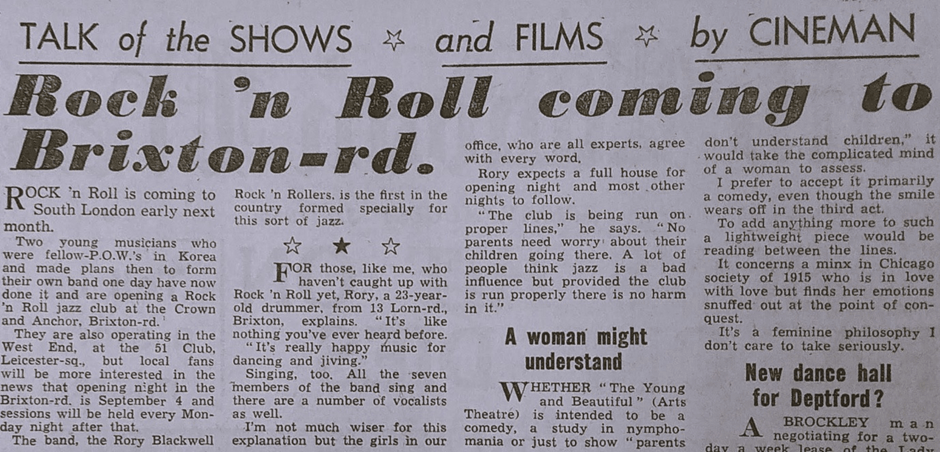 TALK of the SHOWS ☆ and FILMS ☆ by CINEMAN
Rock 'n Roll coming to
Brixton-rd.
ROCK 'n Roll is coming to
South London early next
month.
Two young musicians who
were fellow-P.O.W.'s in Korea
and made plans then to form
their own band one day have now
done it and are opening a Rock
'n Roll jazz club at the Crown
and Anchor, Brixton-rd.
They are also operating in the
West End, at the 51 Club,
Leicester-sq., but local fans
will be more interested in the
news that opening night in the
Brixton-rd. is September 4 and
sessions will be held every Mon-
day night after that.
The band, the Rory Blackwell
Rock 'n Rollers, is the first in the
country formed specially for
this sort of jazz.
☆ ★ ☆
FOR those, like me, who
haven't caught up with
Rock 'n Roll yet, Rory, a 23-year-
old drummer, from 13 Lorn-rd.,
Brixton, explains. "It's like
nothing you've ever heard before.
"It's really happy music for
dancing and jiving."
Singing, too. All the seven
members of the band sing and
there are a number of vocalists
as well.
I'm not much wiser for this
explanation but the girls in our
office, who are all experts, agree
with every word.
Rory expects a full house for
opening night and most other
nights to follow.
"The club is being run on
proper lines," he says. "No
parents need worry about their
children going there. A lot of
people think jazz is a bad
influence but provided the club
is run properly there is no harm
in it."
A woman might
understand
WHETHER "The Young
and Beautiful" (Arts
Theatre) is intended to be a
comedy, a study in nympho-
mania or just to show "parents
don't understand children," it
would take the complicated mind
of a woman to assess.
I prefer to accept it primarily
a comedy, even though the smile
wears off in the third act.
To add anything more to such
a lightweight piece would be
reading between the lines.
It concerns a minx in Chicago
society of 1915 who is in love
with love but finds her emotions
snuffed out at the point of con-
quest.
It's a feminine philosophy I
don't care to take seriously.
New dance hall
for Deptford?
A BROCKLEY man
negotiating for a two-
day a week lease of the Lady